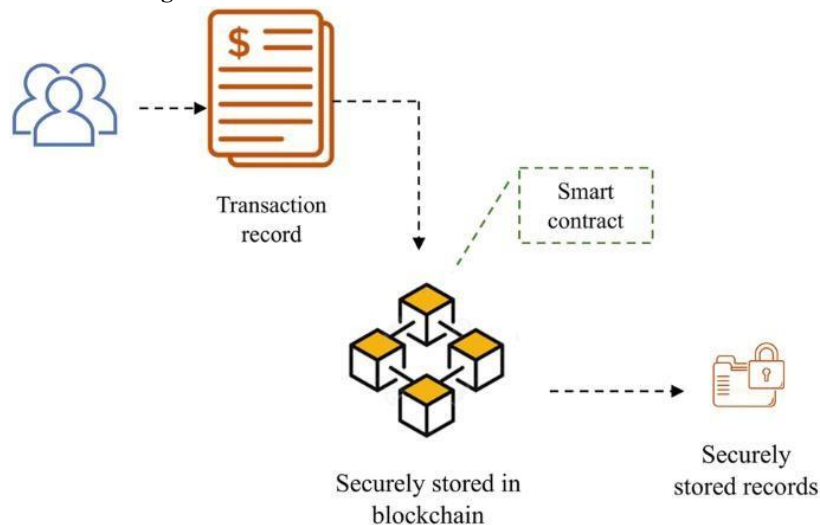 $
Transaction
record
Smart
contract
Securely stored in
blockchain
Securely
stored records